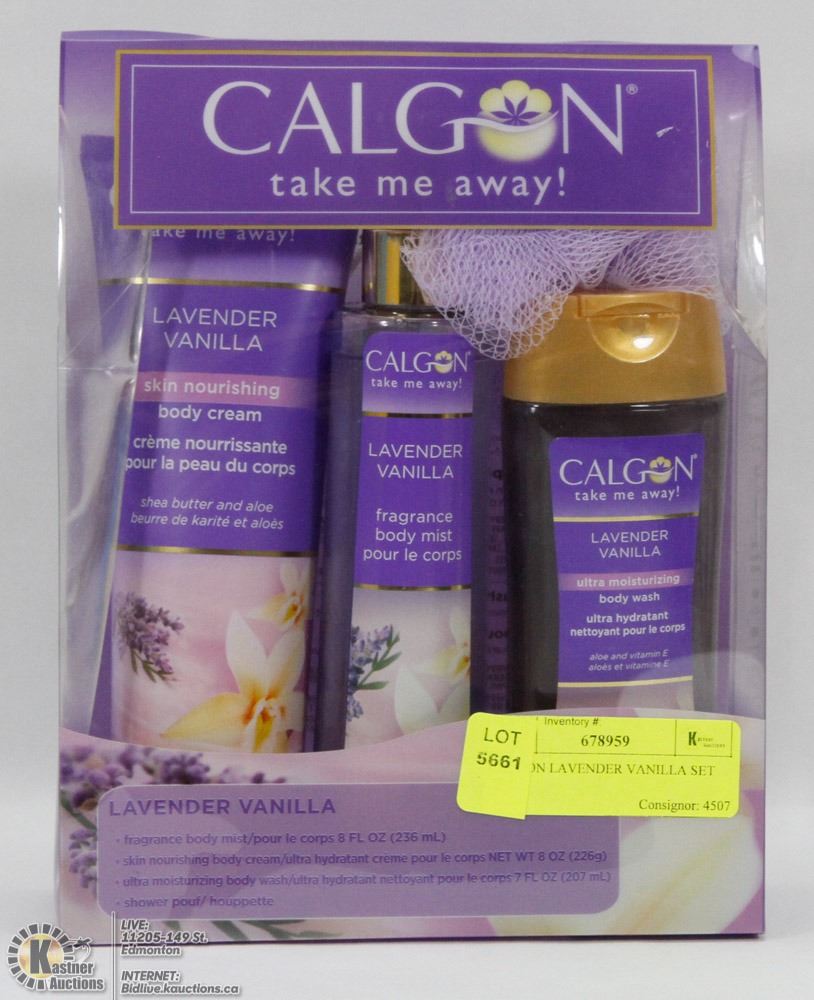 CALGON®
take me away!
take me away!
LAVENDER
VANILLA
skin nourishing
body cream
crème nourrissante
pour la peau du corps
shea butter and aloe
beurre de karité et aloès
CALGON®
take me away!
LAVENDER
VANILLA
fragrance
body mist
pour le corps
CALGON®
take me away!
LAVENDER
VANILLA
ultra moisturizing
body wash
ultra hydratant
nettoyant pour le corps
aloe and vitamin E
aloès et vitamine E
LOT
5661
Inventory #:
678959
ON LAVENDER VANILLA SET
Consignor: 4507
LAVENDER VANILLA
• fragrance body mist/pour le corps 8 FL OZ (236 mL)
• skin nourishing body cream/ultra hydratant crème pour le corps NET WT 8 OZ (226g)
• ultra moisturizing body wash/ultra hydratant nettoyant pour le corps 7 FL OZ (207 mL)
• shower pouf/ houppette
K
Kastner
Auctions
LIVE:
11205-149 St.
Edmonton
INTERNET:
Bidlive.kauctions.ca